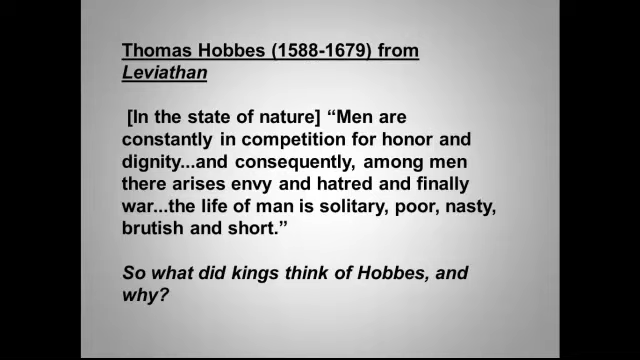 Thomas Hobbes (1588-1679) from
Leviathan
[In the state of nature] “Men are
constantly in competition for honor and
dignity...and consequently, among men
there arises envy and hatred and finally
war...the life of man is solitary, poor, nasty,
brutish and short.”
So what did kings think of Hobbes, and
why?